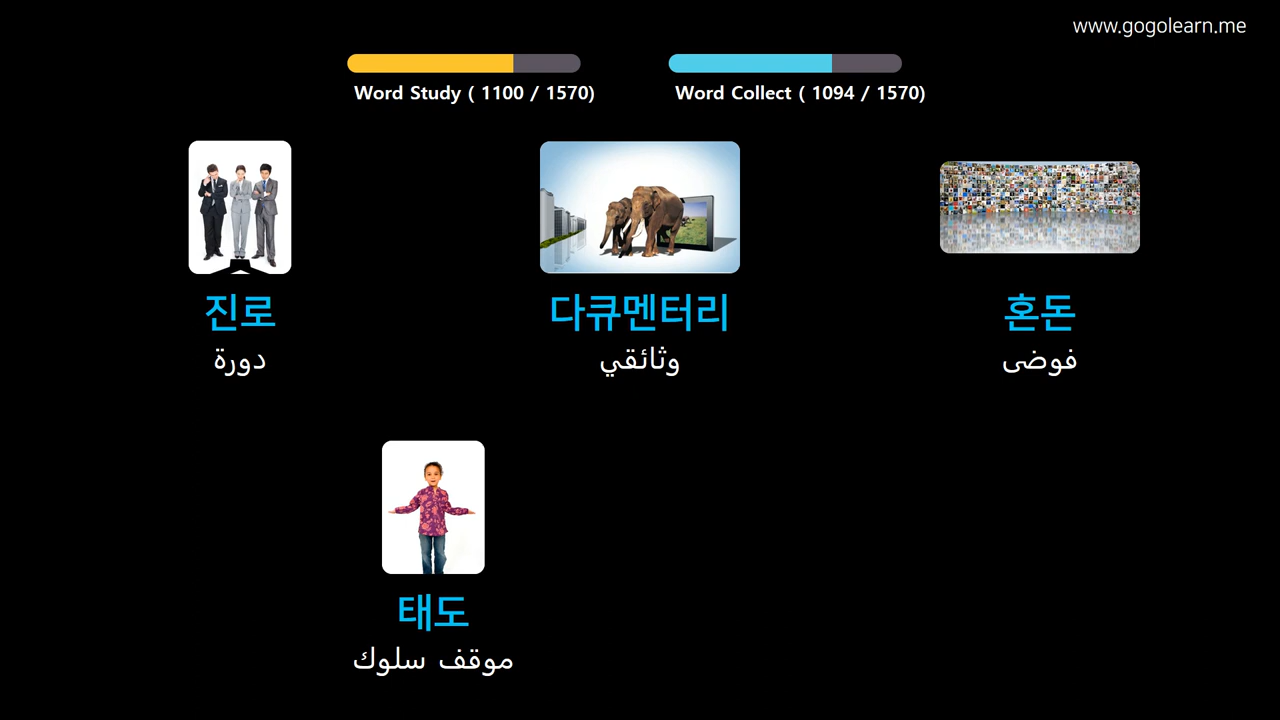 www.gogolearn.me
Word Study ( 1100 / 1570)
Word Collect ( 1094 / 1570)
진로
دورة
다큐멘터리
وثائقي
혼돈
فوضى
태도
موقف سلوك